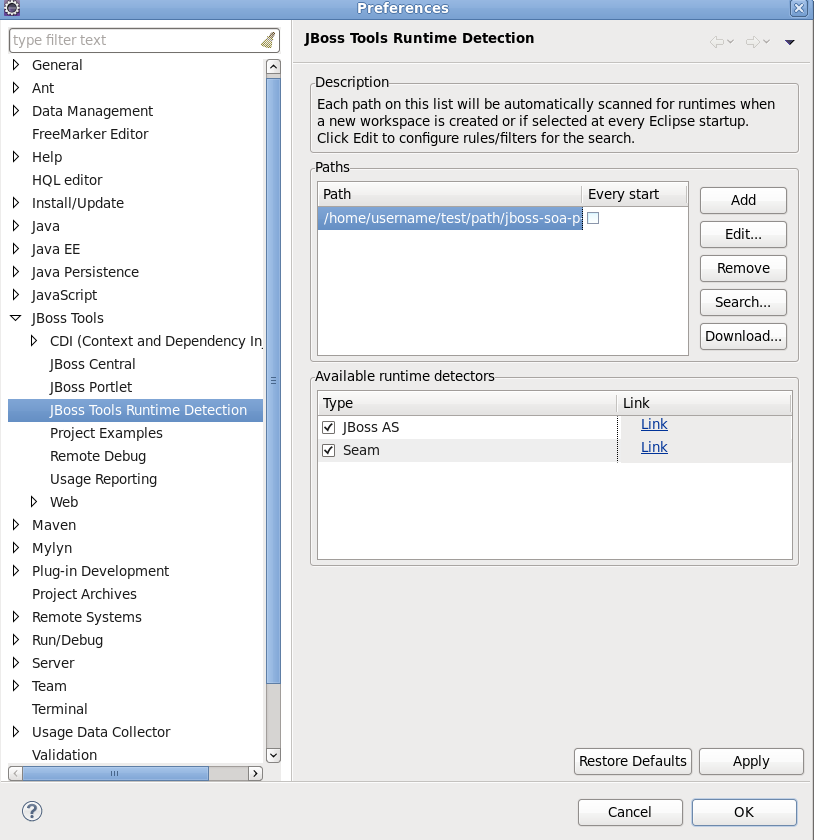 Preferences
type filter text
General
Ant
Data Management
FreeMarker Editor
Help
HQL editor
Install/Update
Java
Java EE
Java Persistence
JavaScript
JBoss Tools
CDI (Context and Dependency In
JBoss Central
JBoss Portlet
JBoss Tools Runtime Detection
Project Examples
Remote Debug
Usage Reporting
Web
Maven
Mylyn
Plug-in Development
Project Archives
Remote Systems
Run/Debug
Server
Team
Terminal
Usage Data Collector
Validation
JBoss Tools Runtime Detection
Description
Each path on this list will be automatically scanned for runtimes when
a new workspace is created or if selected at every Eclipse startup.
Click Edit to configure rules/filters for the search.
Paths
Path Every start
/home/username/test/path/jboss-soa-p
Add
Edit...
Remove
Search...
Download...
Available runtime detectors
Type Link
JBoss AS Link
Seam Link
Restore Defaults Apply
Cancel OK